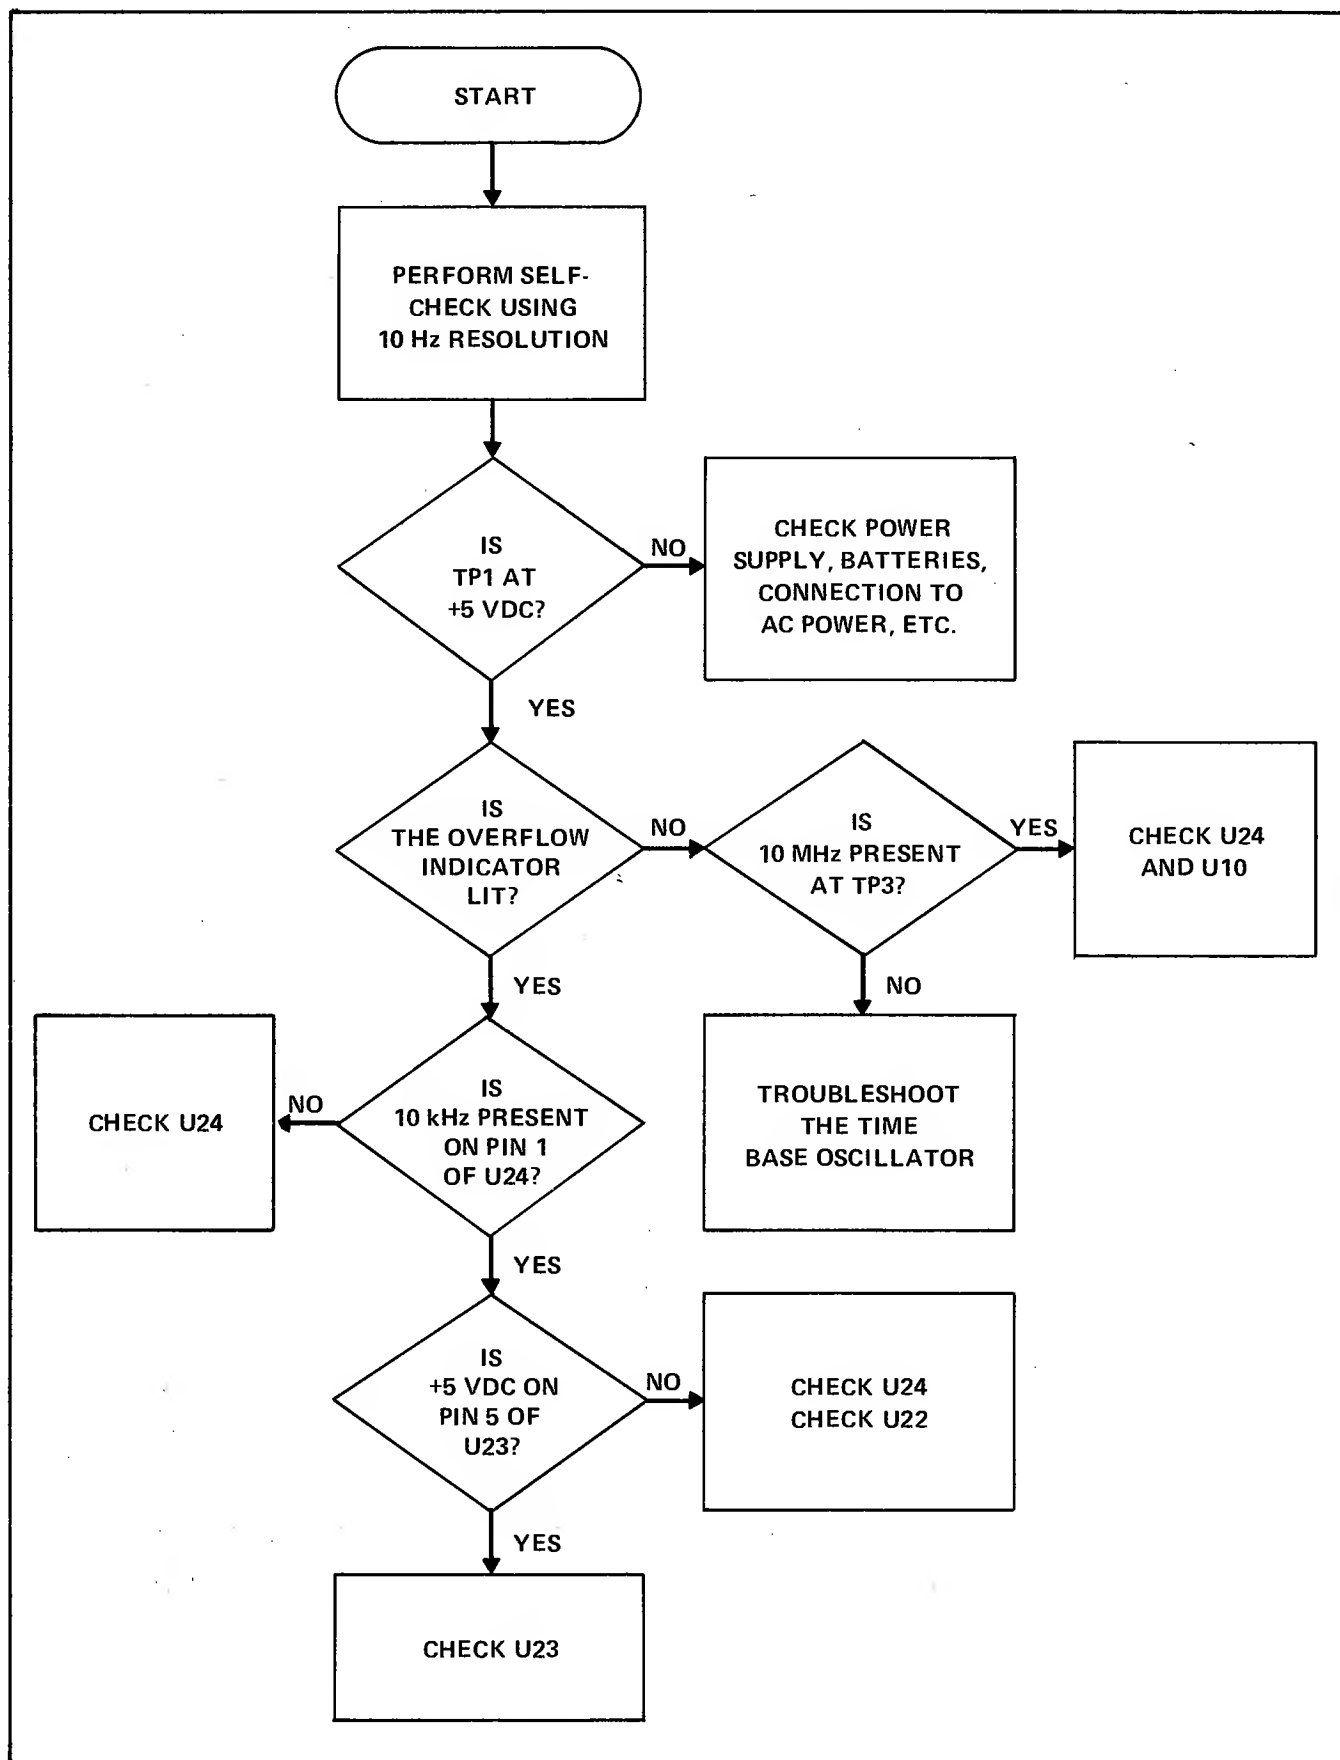 START
PERFORM SELF-
CHECK USING
10 Hz RESOLUTION
IS
TP1 AT
+5 VDC?
NO
CHECK POWER
SUPPLY, BATTERIES,
CONNECTION TO
AC POWER, ETC.
YES
IS
THE OVERFLOW
INDICATOR
LIT?
NO
IS
10 MHz PRESENT
AT TP3?
YES
CHECK U24
AND U10
YES
NO
CHECK U24
NO
IS
10 kHz PRESENT
ON PIN 1
OF U24?
TROUBLESHOOT
THE TIME
BASE OSCILLATOR
YES
IS
+5 VDC ON
PIN 5 OF
U23?
NO
CHECK U24
CHECK U22
YES
CHECK U23